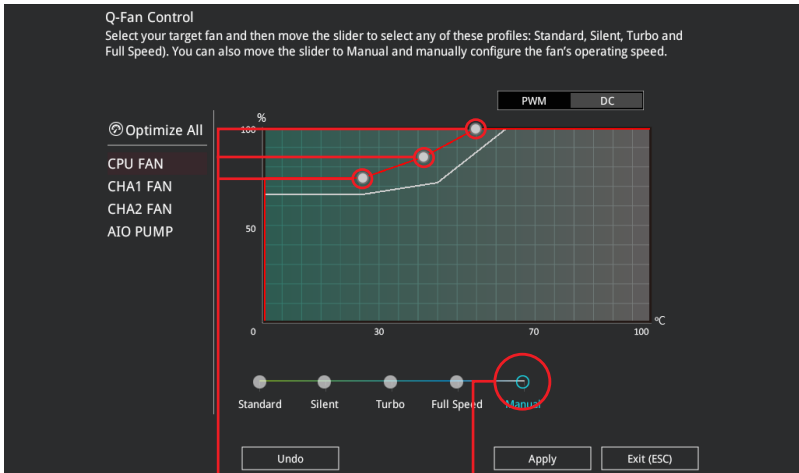 Q-Fan Control
Select your target fan and then move the slider to select any of these profiles: Standard, Silent, Turbo and
Full Speed). You can also move the slider to Manual and manually configure the fan's operating speed.
PWM DC
Optimize All
CPU FAN
CHA1 FAN
CHA2 FAN
AIO PUMP
%
100
50
0 30 70 100
ºC
Standard Silent Turbo Full Speed Manual
Undo Apply Exit (ESC)